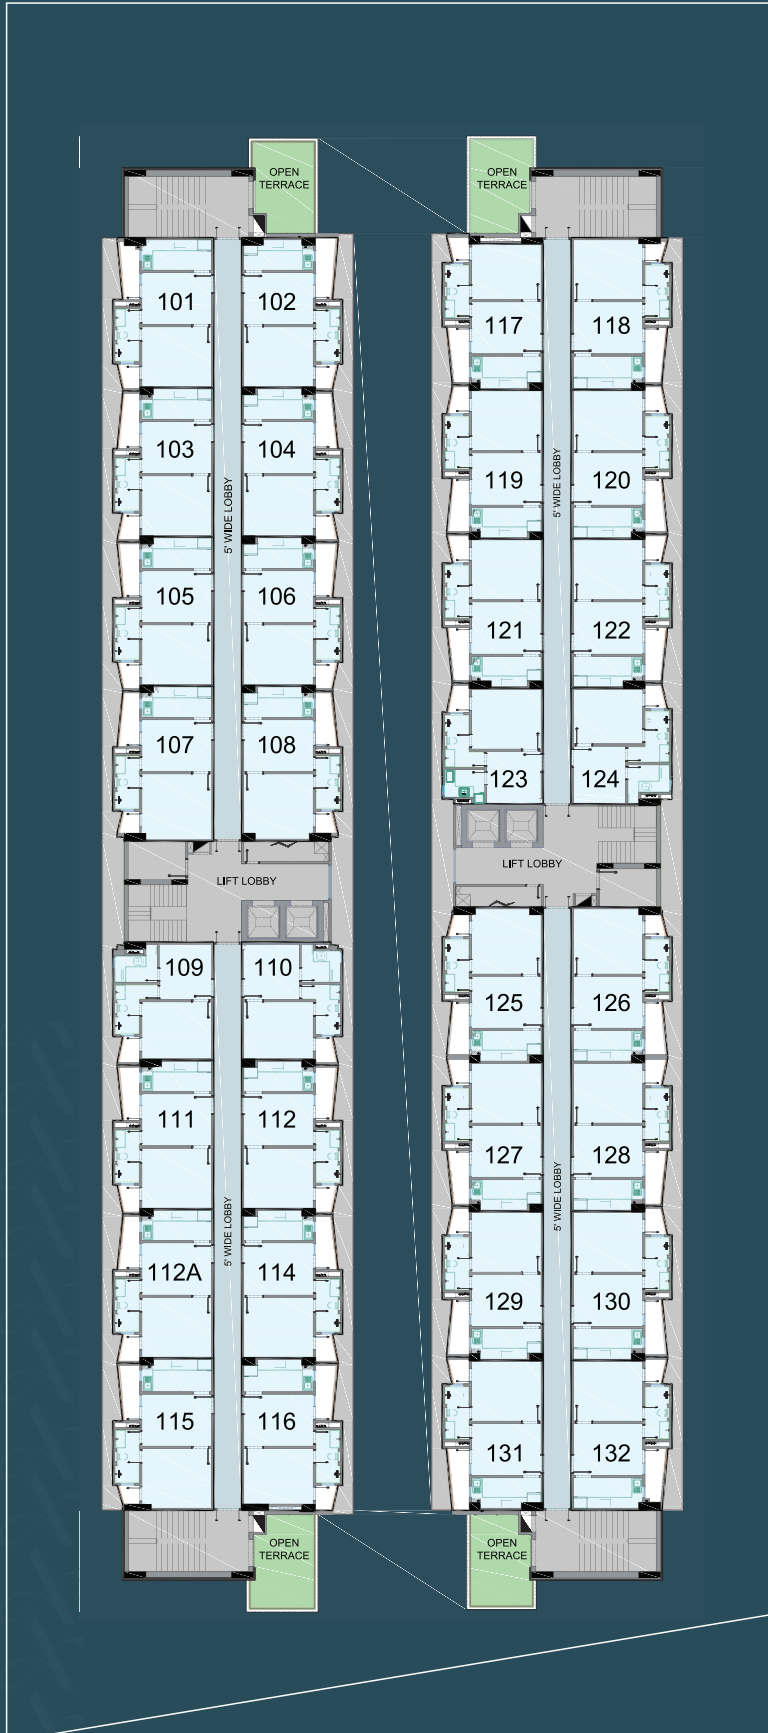 OPEN
TERRACE
OPEN
TERRACE
101
102
117
118
103
104
119
120
5' WIDE LOBBY
5' WIDE LOBBY
105
106
121
122
107
108
123
124
LIFT LOBBY
LIFT LOBBY
109
110
125
126
111
112
127
128
5' WIDE LOBBY
5' WIDE LOBBY
112A
114
129
130
115
116
131
132
OPEN
TERRACE
OPEN
TERRACE